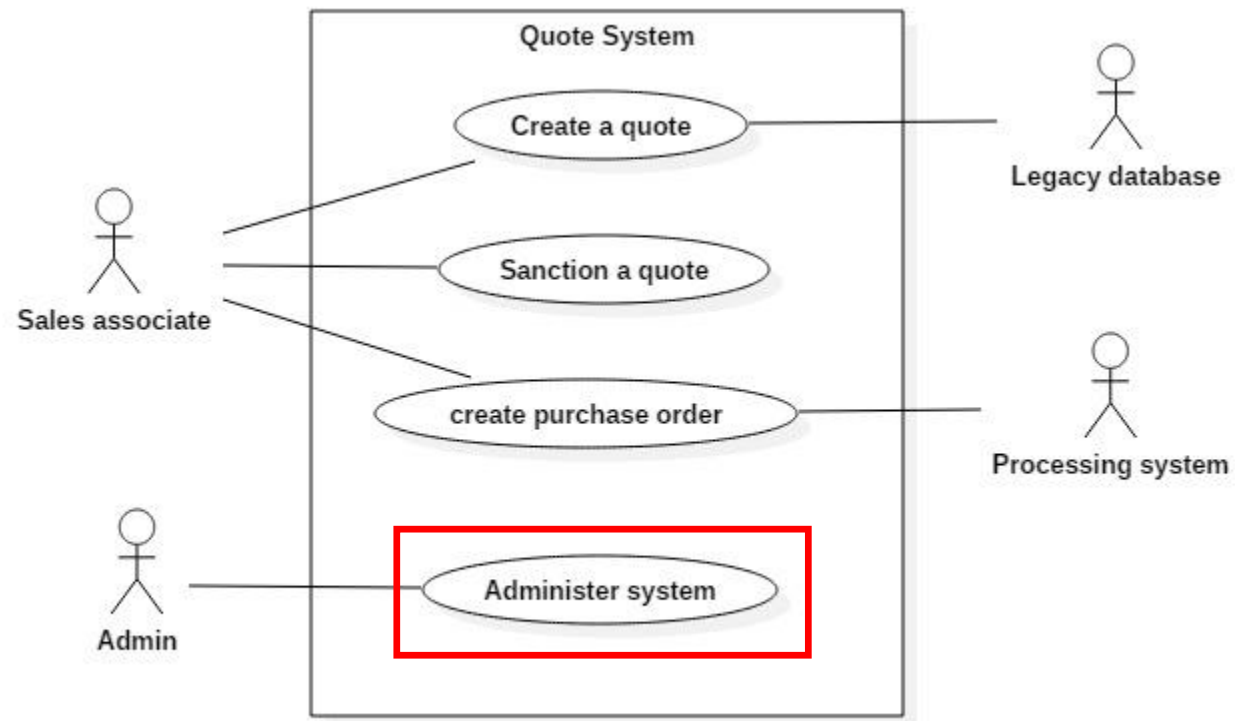 Quote System
Create a quote
Legacy database
Sanction a quote
Sales associate
create purchase order
Processing system
Administer system
Admin